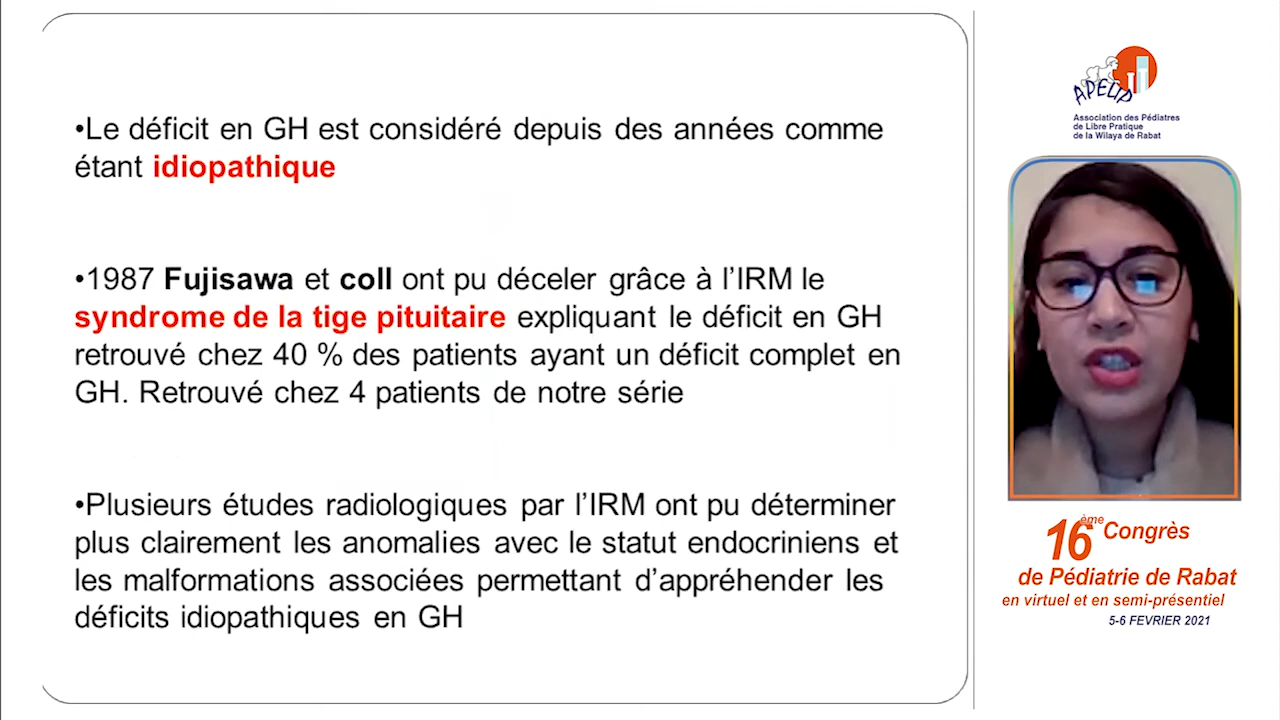 •Le déficit en GH est considéré depuis des années comme
étant idiopathique
•1987 Fujisawa et coll ont pu déceler grâce à l’IRM le
syndrome de la tige pituitaire expliquant le déficit en GH
retrouvé chez 40 % des patients ayant un déficit complet en
GH. Retrouvé chez 4 patients de notre série
•Plusieurs études radiologiques par l’IRM ont pu déterminer
plus clairement les anomalies avec le statut endocriniens et
les malformations associées permettant d’appréhender les
déficits idiopathiques en GH
APELIP
Association des Pédiatres
de Libre Pratique
de la Wilaya de Rabat
16ème Congrès
de Pédiatrie de Rabat
en virtuel et en semi-présentiel
5-6 FEVRIER 2021